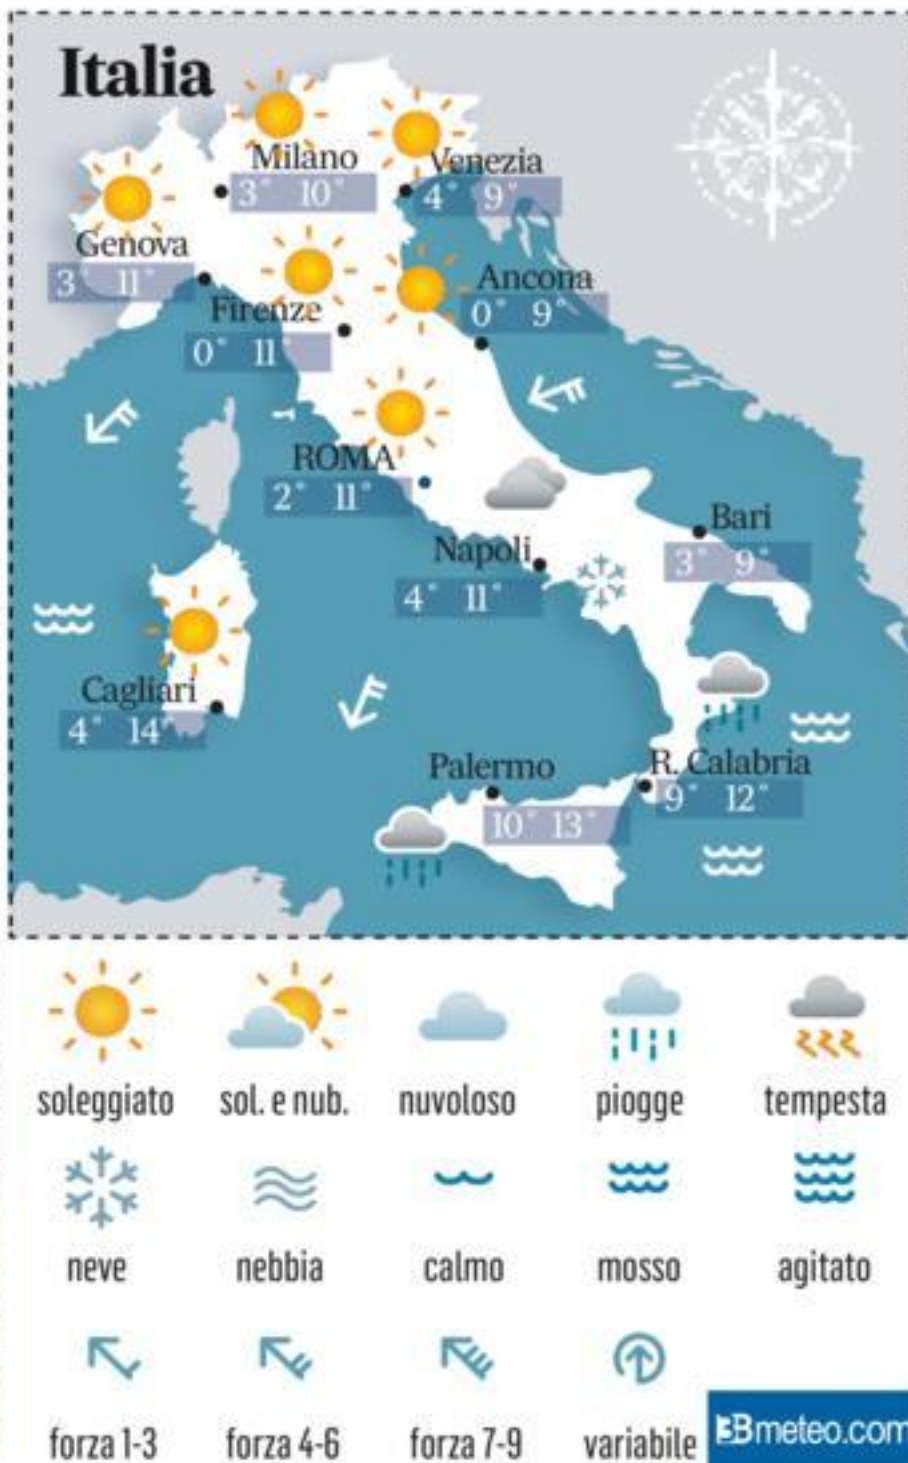 Italia
Milano
3° 10°
Venezia
4° 9°
Genova
3° 11°
Firenze
0° 11°
Ancona
0° 9°
ROMA
2° 11°
Bari
3° 9°
Napoli
4° 11°
Cagliari
4° 14°
Palermo
10° 13°
R. Calabria
9° 12°
soleggiato
sol. e nub.
nuvoloso
piogge
tempesta
neve
nebbia
calmo
mosso
agitato
forza 1-3
forza 4-6
forza 7-9
variabile
3Bmeteo.com